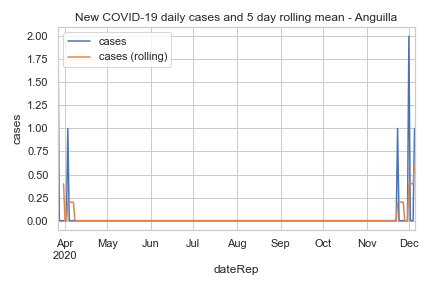 New COVID-19 daily cases and 5 day rolling mean - Anguilla
cases
cases (rolling)
2.00
1.75
1.50
1.25
1.00
0.75
0.50
0.25
0.00
cases
Apr May Jun Jul Aug Sep Oct Nov Dec
2020
dateRep